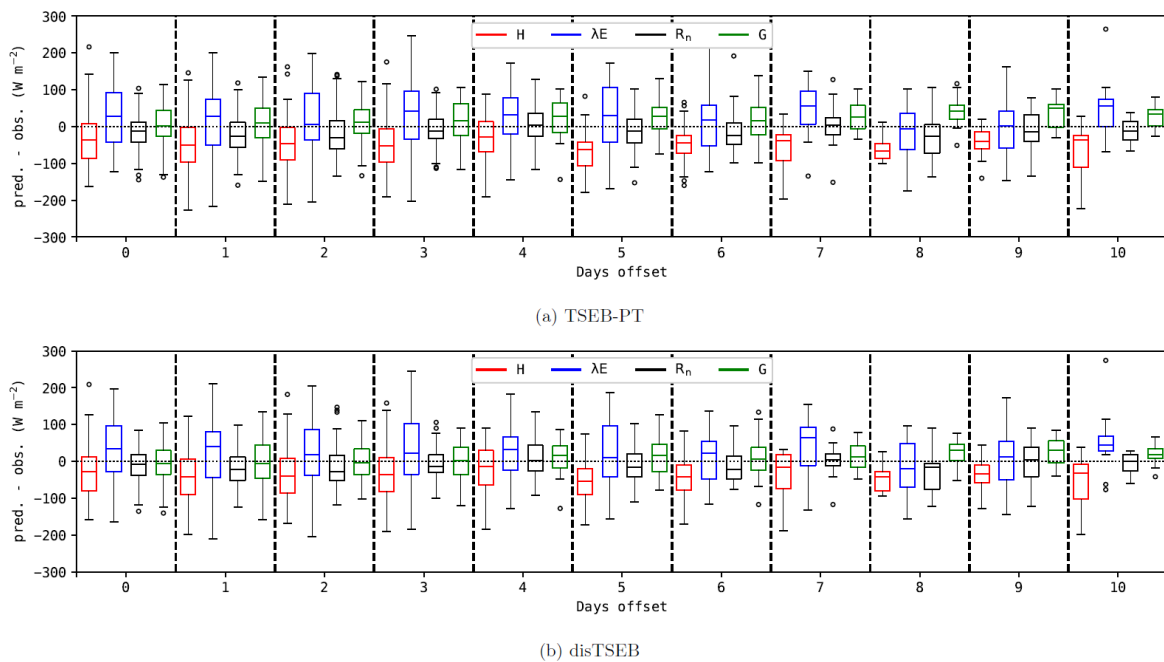 300
200
100
0
−100
−200
−300
pred. - obs. (W m⁻²)
H λE Rₙ G
0 1 2 3 4 5 6 7 8 9 10
Days offset
(a) TSEB-PT
300
200
100
0
−100
−200
−300
pred. - obs. (W m⁻²)
H λE Rₙ G
0 1 2 3 4 5 6 7 8 9 10
Days offset
(b) disTSEB